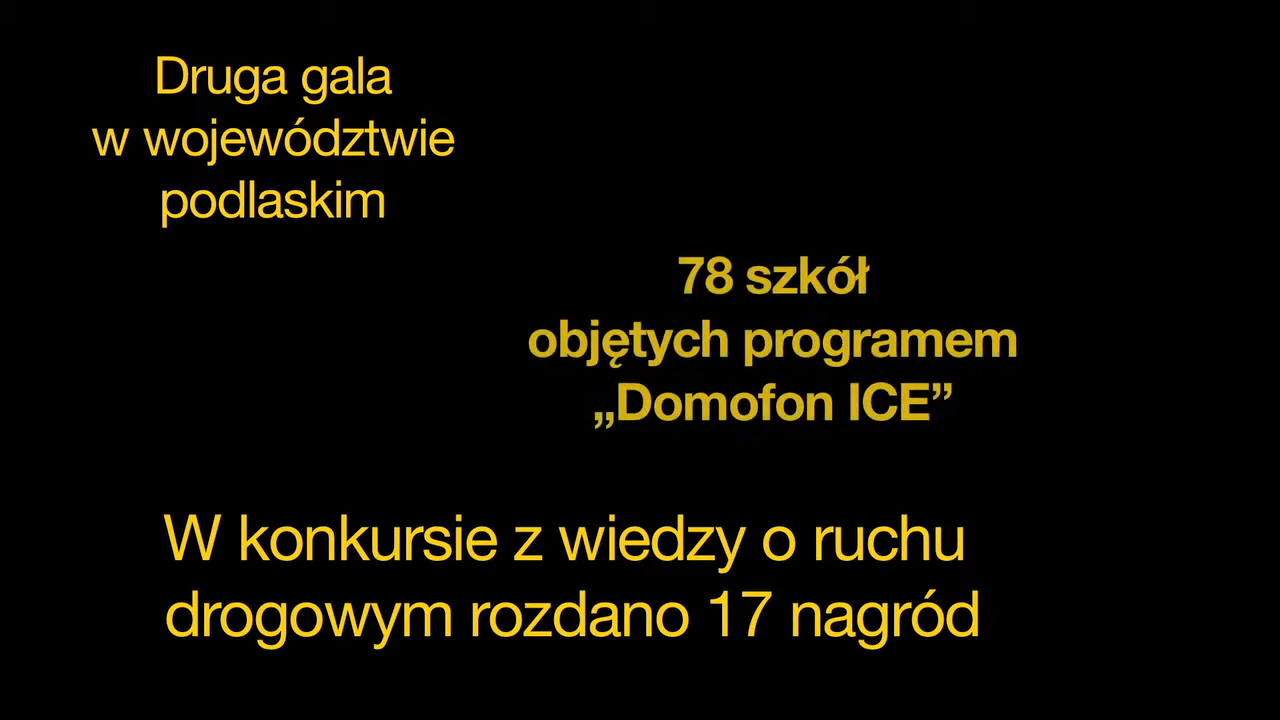 Druga gala
w województwie
podlaskim
78 szkół
objętych programem
„Domofon ICE”
W konkursie z wiedzy o ruchu
drogowym rozdano 17 nagród